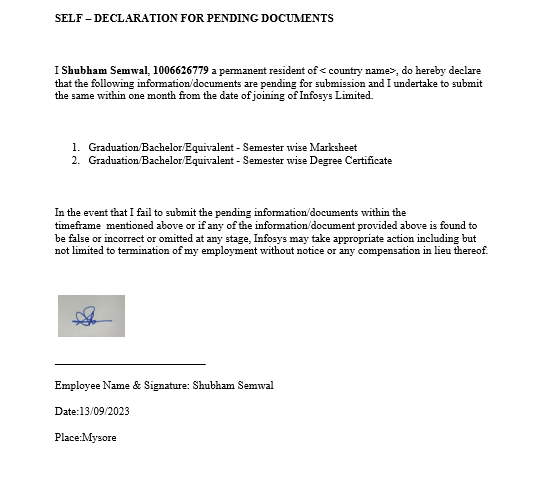 SELF – DECLARATION FOR PENDING DOCUMENTS
I Shubham Semwal, 1006626779 a permanent resident of < country name>, do hereby declare
that the following information/documents are pending for submission and I undertake to submit
the same within one month from the date of joining of Infosys Limited.
1. Graduation/Bachelor/Equivalent - Semester wise Marksheet
2. Graduation/Bachelor/Equivalent - Semester wise Degree Certificate
In the event that I fail to submit the pending information/documents within the
timeframe  mentioned above or if any of the information/document provided above is found to
be false or incorrect or omitted at any stage, Infosys may take appropriate action including but
not limited to termination of my employment without notice or any compensation in lieu thereof.
Employee Name & Signature: Shubham Semwal
Date:13/09/2023
Place:Mysore